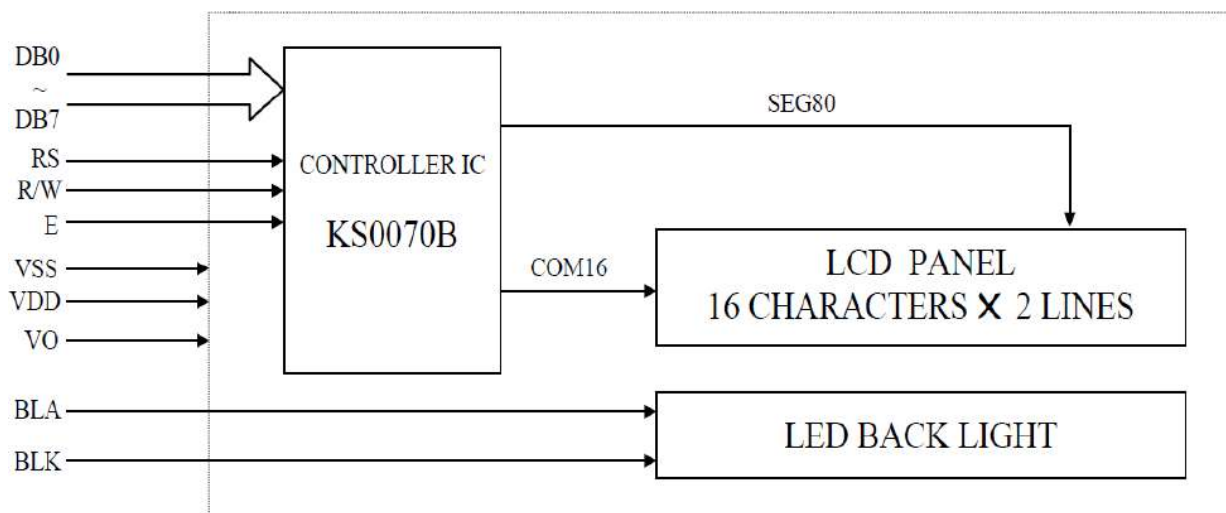 DB0
~
DB7
RS
R/W
E
VSS
VDD
VO
BLA
BLK
CONTROLLER IC
KS0070B
SEG80
COM16
LCD PANEL
16 CHARACTERS X 2 LINES
LED BACK LIGHT